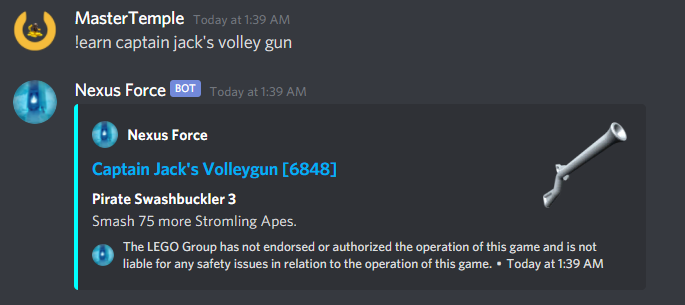 MasterTemple Today at 1:39 AM
!earn captain jack's volley gun
Nexus Force BOT Today at 1:39 AM
Nexus Force
Captain Jack's Volleygun [6848]
Pirate Swashbuckler 3
Smash 75 more Stromling Apes.
The LEGO Group has not endorsed or authorized the operation of this game and is not
liable for any safety issues in relation to the operation of this game. • Today at 1:39 AM